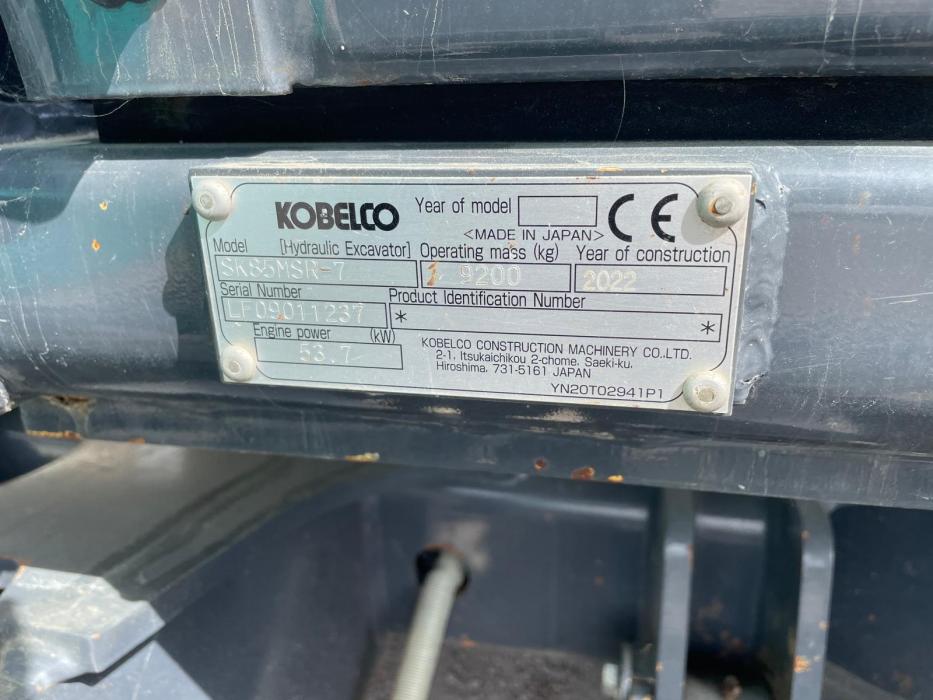 KOBELCO Year of model CE
<MADE IN JAPAN>
Model [Hydraulic Excavator] Operating mass (kg) Year of construction
SK85MSR-7 9200 2022
Serial Number Product Identification Number
LF09011237 * *
Engine power (kW)
53.7
KOBELCO CONSTRUCTION MACHINERY CO.,LTD.
2-1, Itsukaichikou 2-chome, Saeki-ku,
Hiroshima, 731-5161 JAPAN
YN20T02941P1